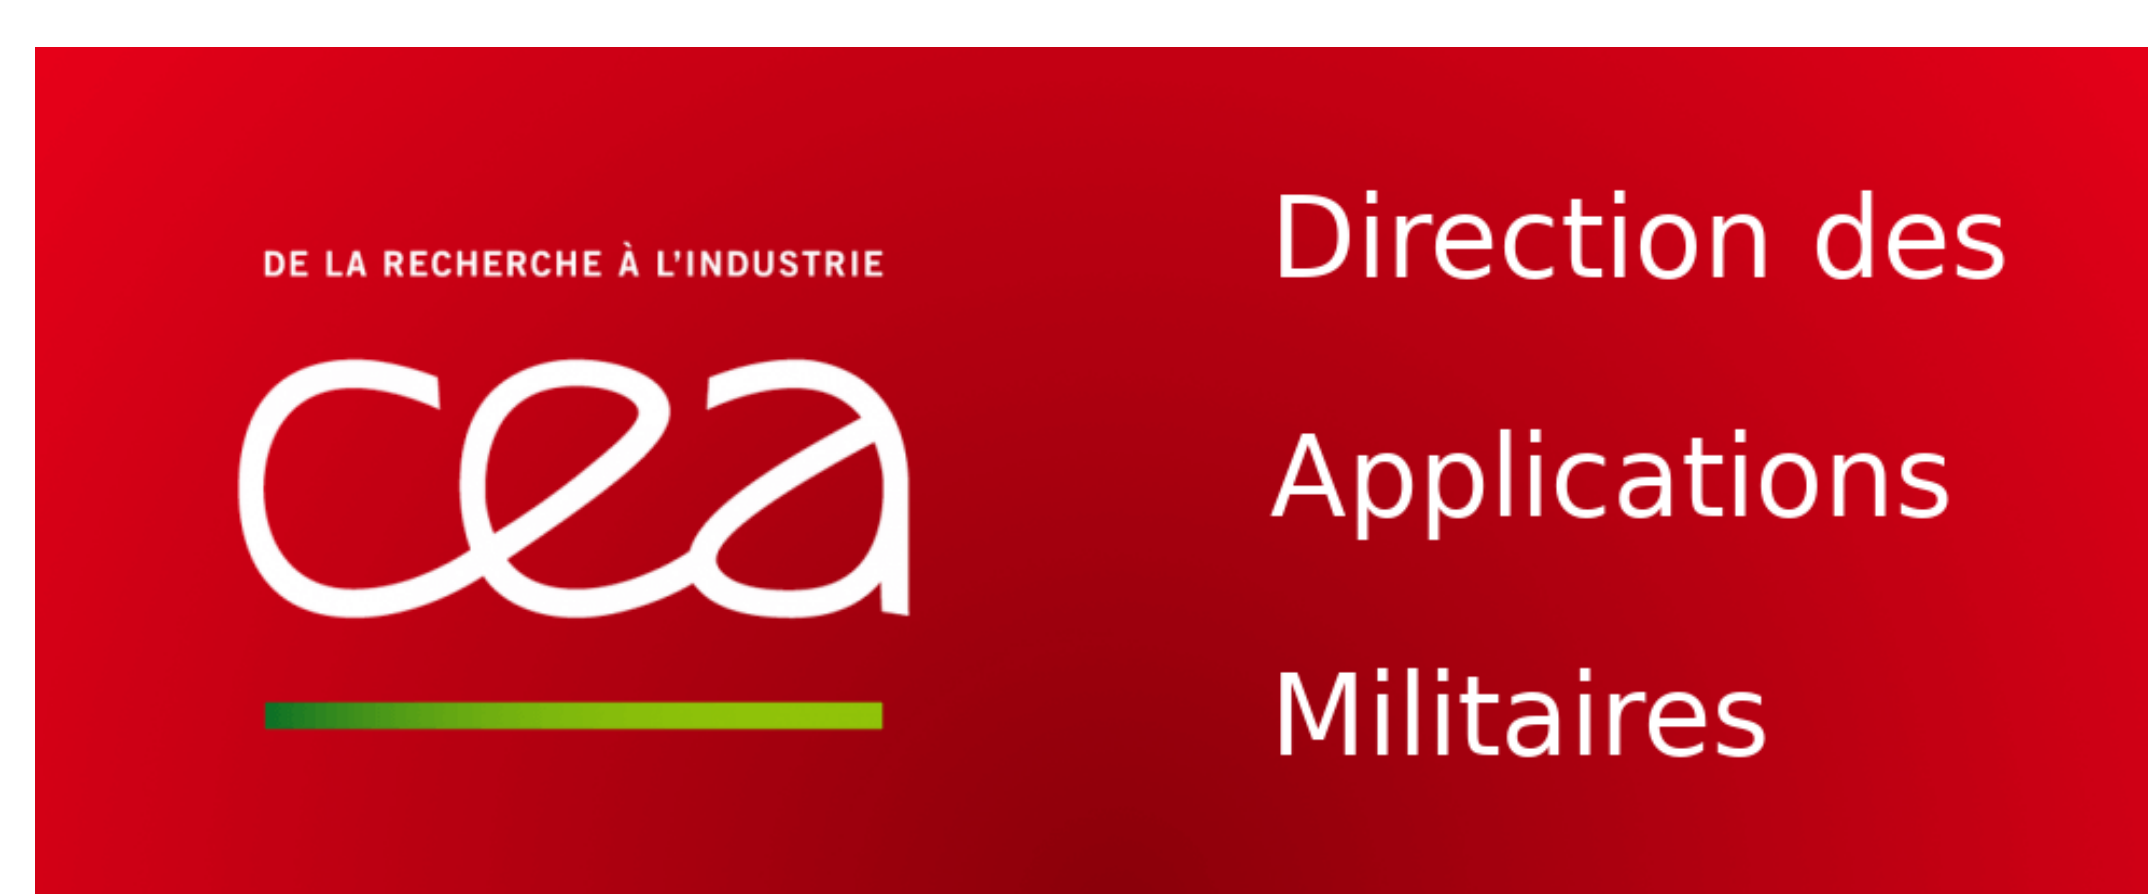 DE LA RECHERCHE À L’INDUSTRIE
cea
Direction des
Applications
Militaires